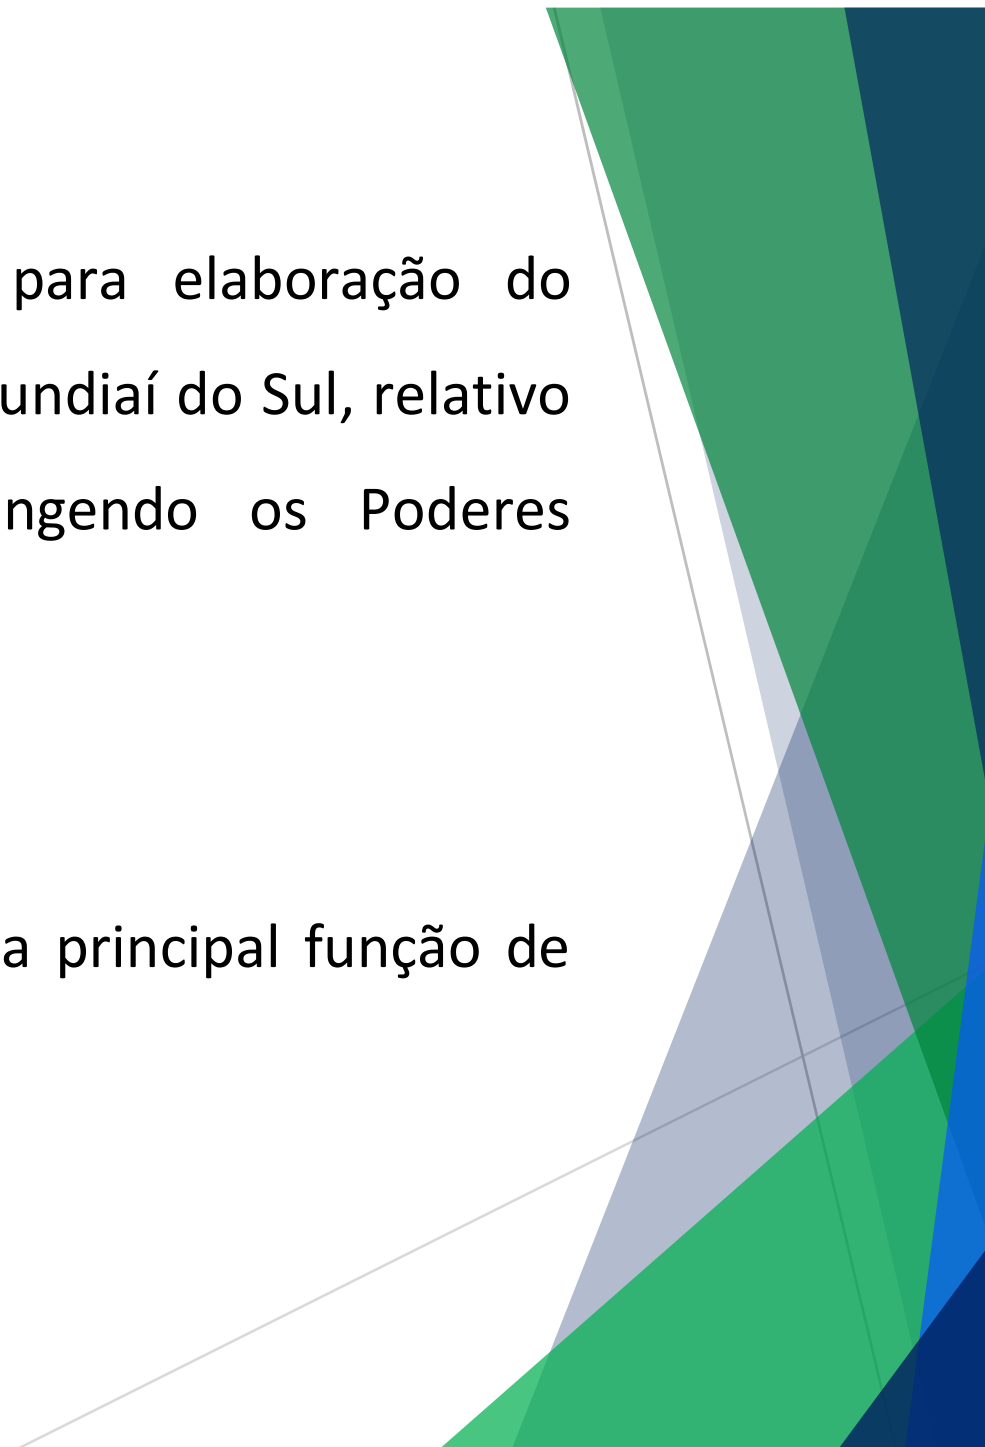 para elaboração do
undiaí do Sul, relativo
ngendo os Poderes
a principal função de